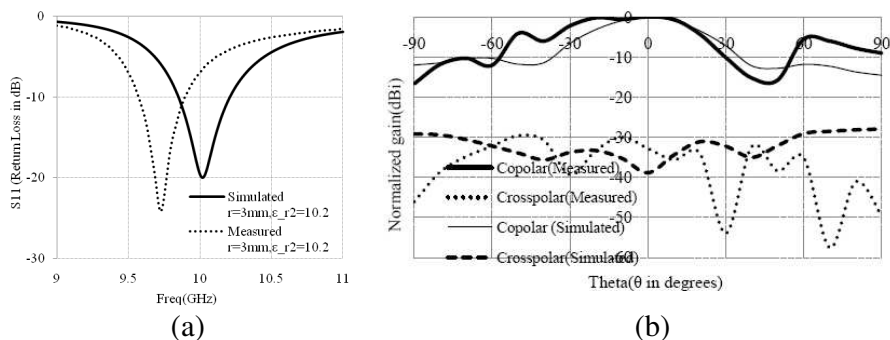 0
-10
-20
-30
S11 (Return Loss in dB)
Simulated
r=3mm,ε_r2=10.2
Measured
r=3mm,ε_r2=10.2
9
9.5
10
10.5
11
Freq(GHz)
(a)
0
-90
-60
-30
0
30
60
90
-10
-20
-30
-40
-50
-60
Normalized gain(dBi)
Copolar(Measured)
Crosspolar(Measured)
Copolar (Simulated)
Crosspolar(Simulated)
Theta(θ in degrees)
(b)